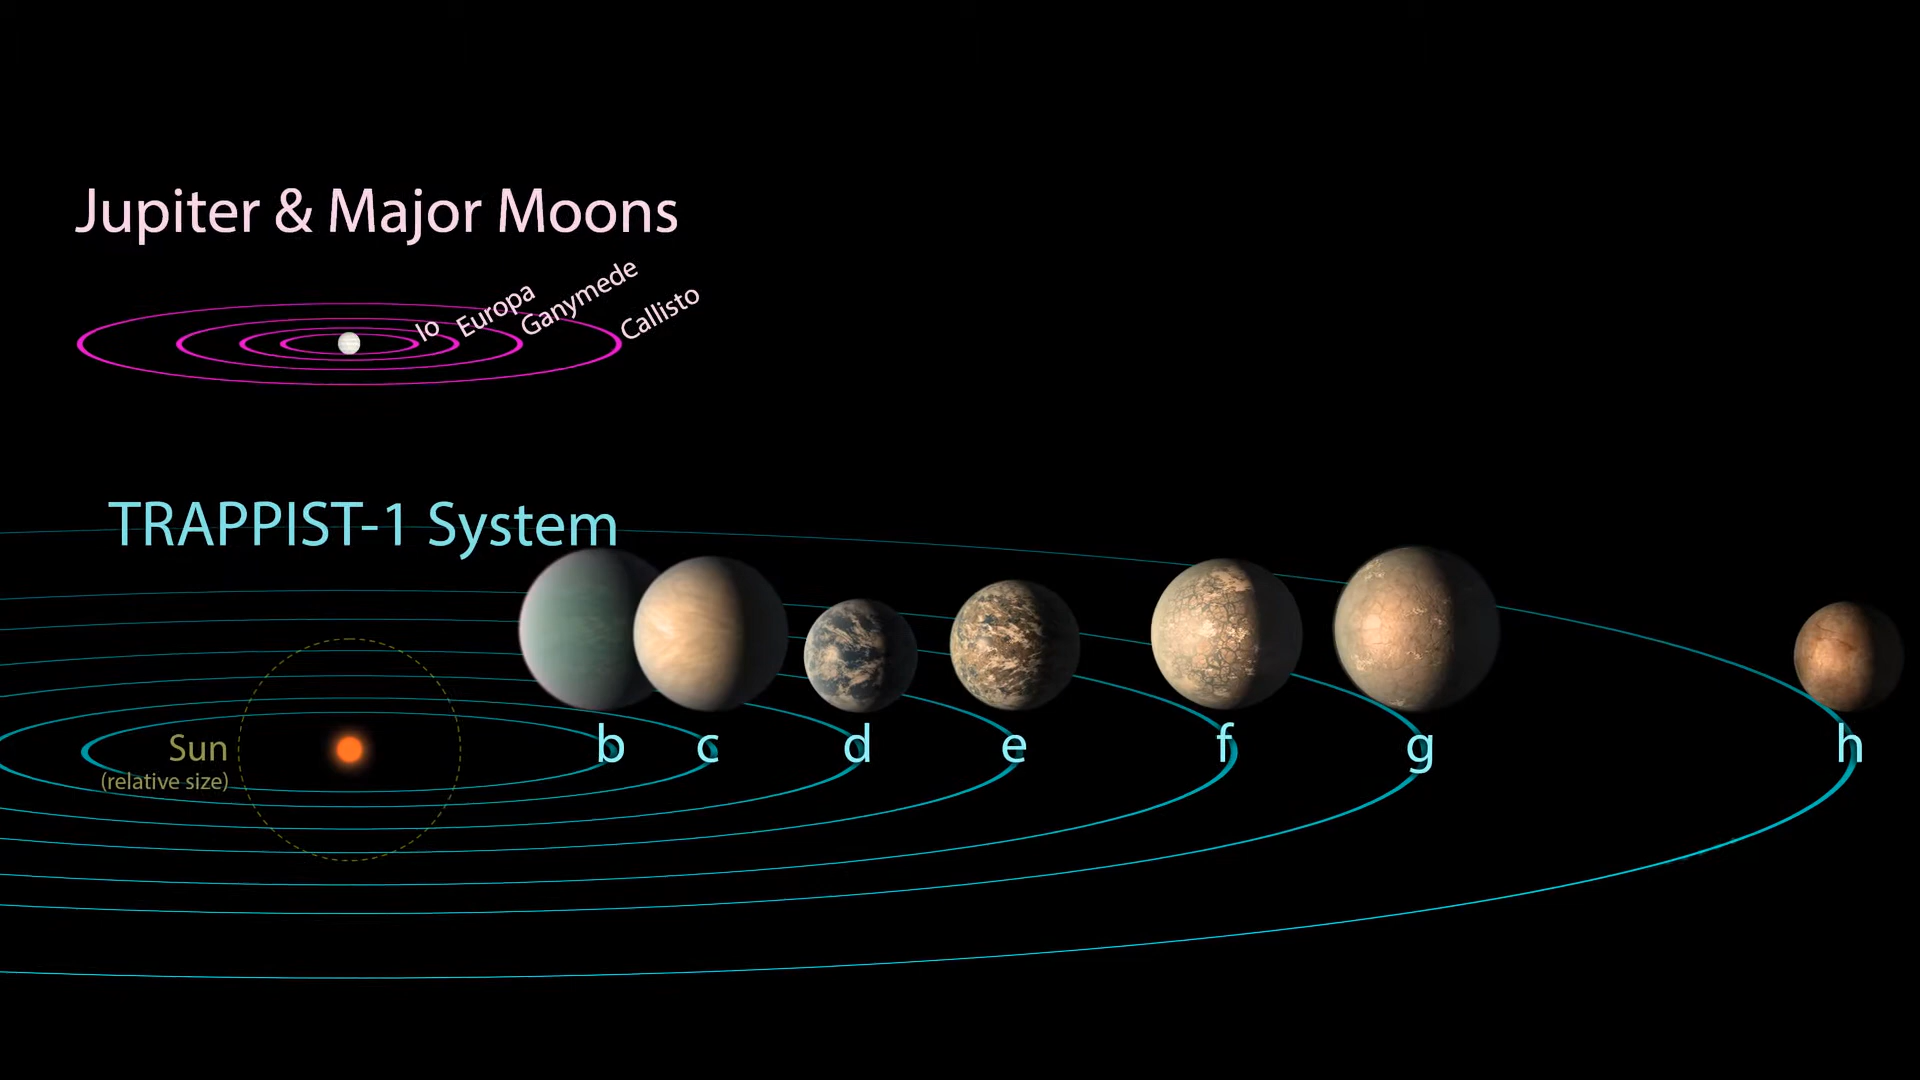 Jupiter & Major Moons
Io
Europa
Ganymede
Callisto
TRAPPIST-1 System
Sun
(relative size)
b
c
d
e
f
g
h